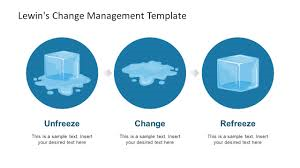 Lewin's Change Management Template
Unfreeze
This is a sample text. Insert
your desired text here
Change
This is a sample text. Insert
your desired text here
Refreeze
This is a sample text. Insert
your desired text here